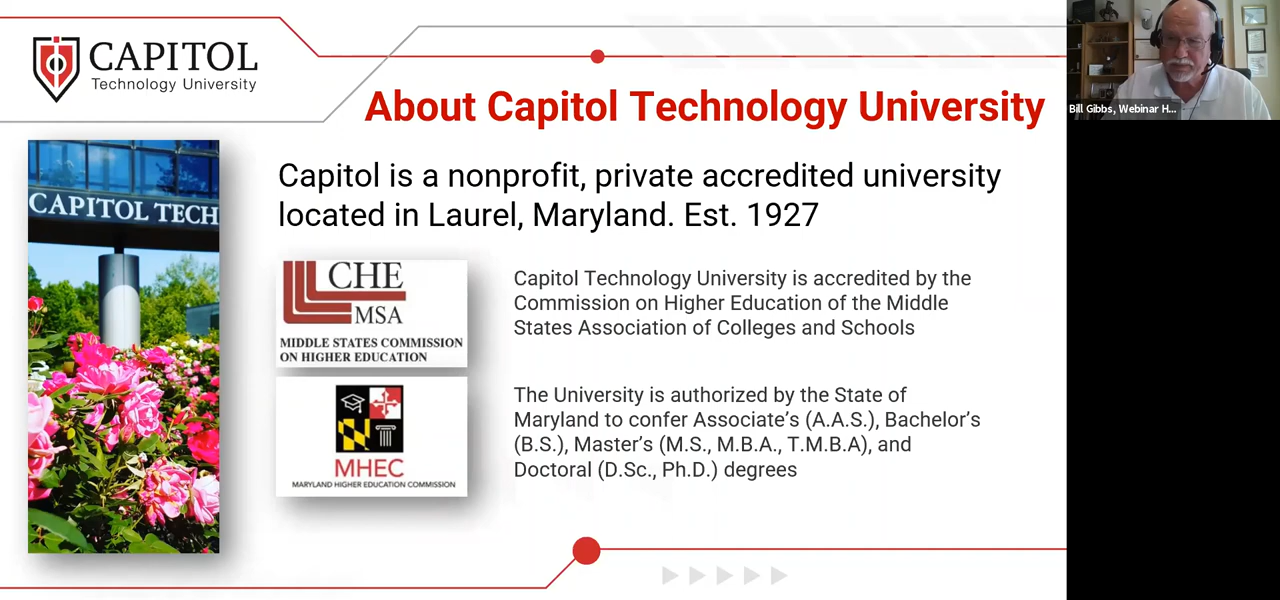 CAPITOL
Technology University
About Capitol Technology University
Bill Gibbs, Webinar H...
CAPITOL TECH
Capitol is a nonprofit, private accredited university
located in Laurel, Maryland. Est. 1927
CHE
MSA
MIDDLE STATES COMMISSION
ON HIGHER EDUCATION
Capitol Technology University is accredited by the
Commission on Higher Education of the Middle
States Association of Colleges and Schools
MHEC
MARYLAND HIGHER EDUCATION COMMISSION
The University is authorized by the State of
Maryland to confer Associate’s (A.A.S.), Bachelor’s
(B.S.), Master’s (M.S., M.B.A., T.M.B.A), and
Doctoral (D.Sc., Ph.D.) degrees